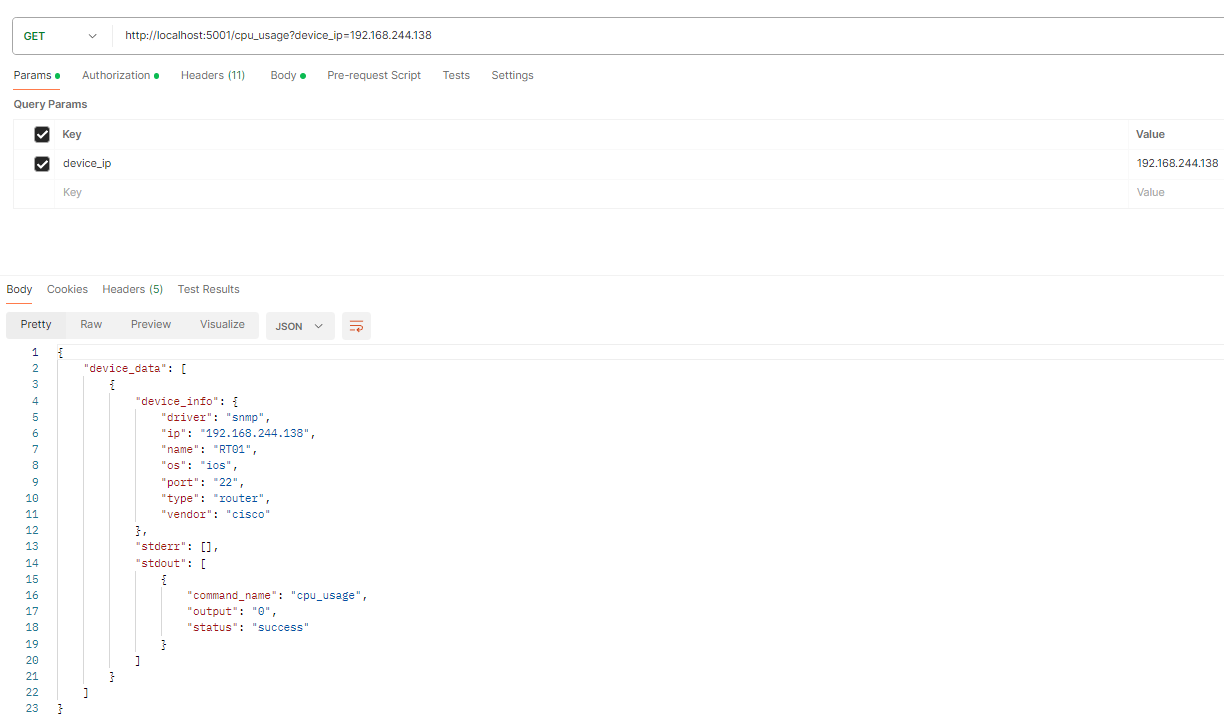 GET http://localhost:5001/cpu_usage?device_ip=192.168.244.138
Params Authorization Headers (11) Body Pre-request Script Tests Settings
Query Params
Key Value
device_ip 192.168.244.138
Key Value
Body Cookies Headers (5) Test Results
Pretty Raw Preview Visualize JSON
1 {
2 "device_data": [
3 {
4 "device_info": {
5 "driver": "snmp",
6 "ip": "192.168.244.138",
7 "name": "RT01",
8 "os": "ios",
9 "port": "22",
10 "type": "router",
11 "vendor": "cisco"
12 },
13 "stderr": [],
14 "stdout": [
15 {
16 "command_name": "cpu_usage",
17 "output": "0",
18 "status": "success"
19 }
20 ]
21 }
22 ]
23 }